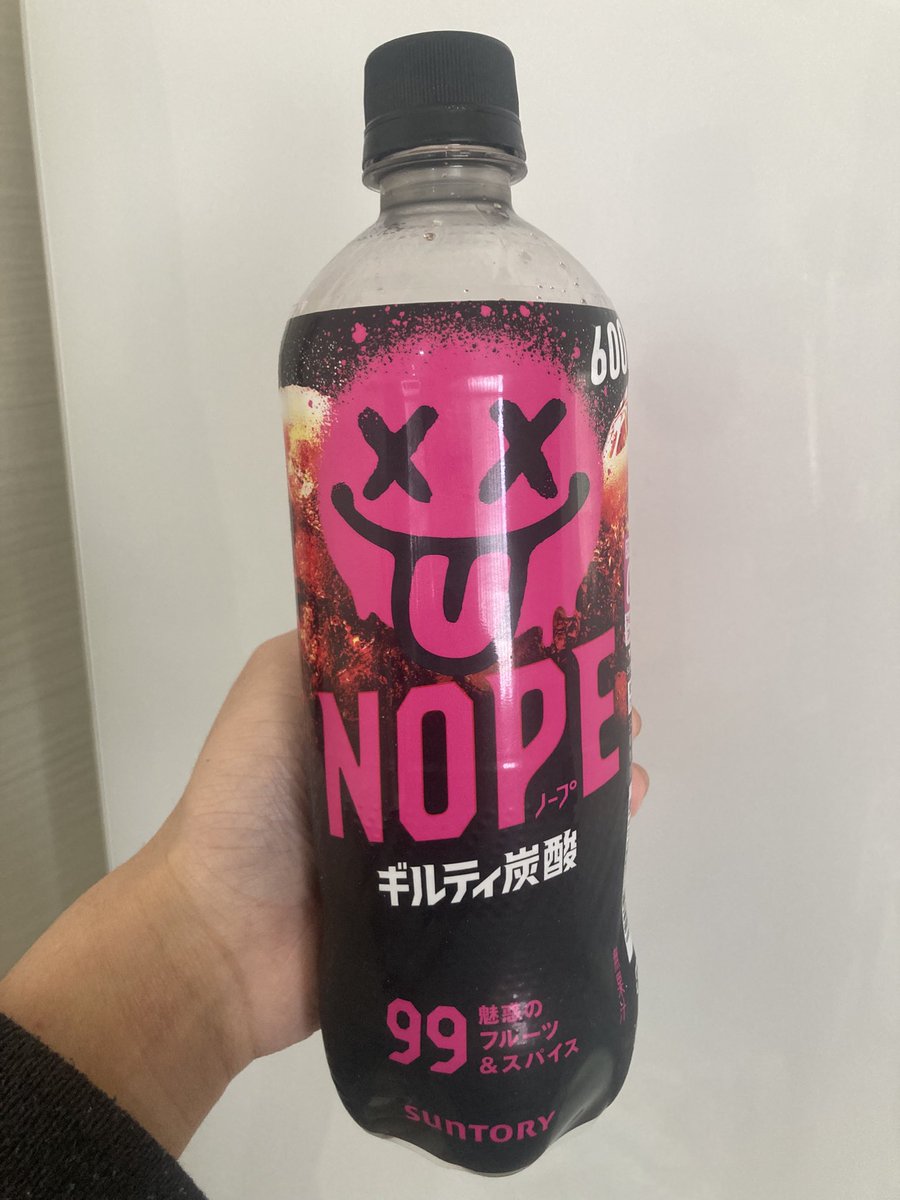 600
NOPE
ノープ
ギルティ炭酸
99
魅惑の
フルーツ
&スパイス
SUNTORY